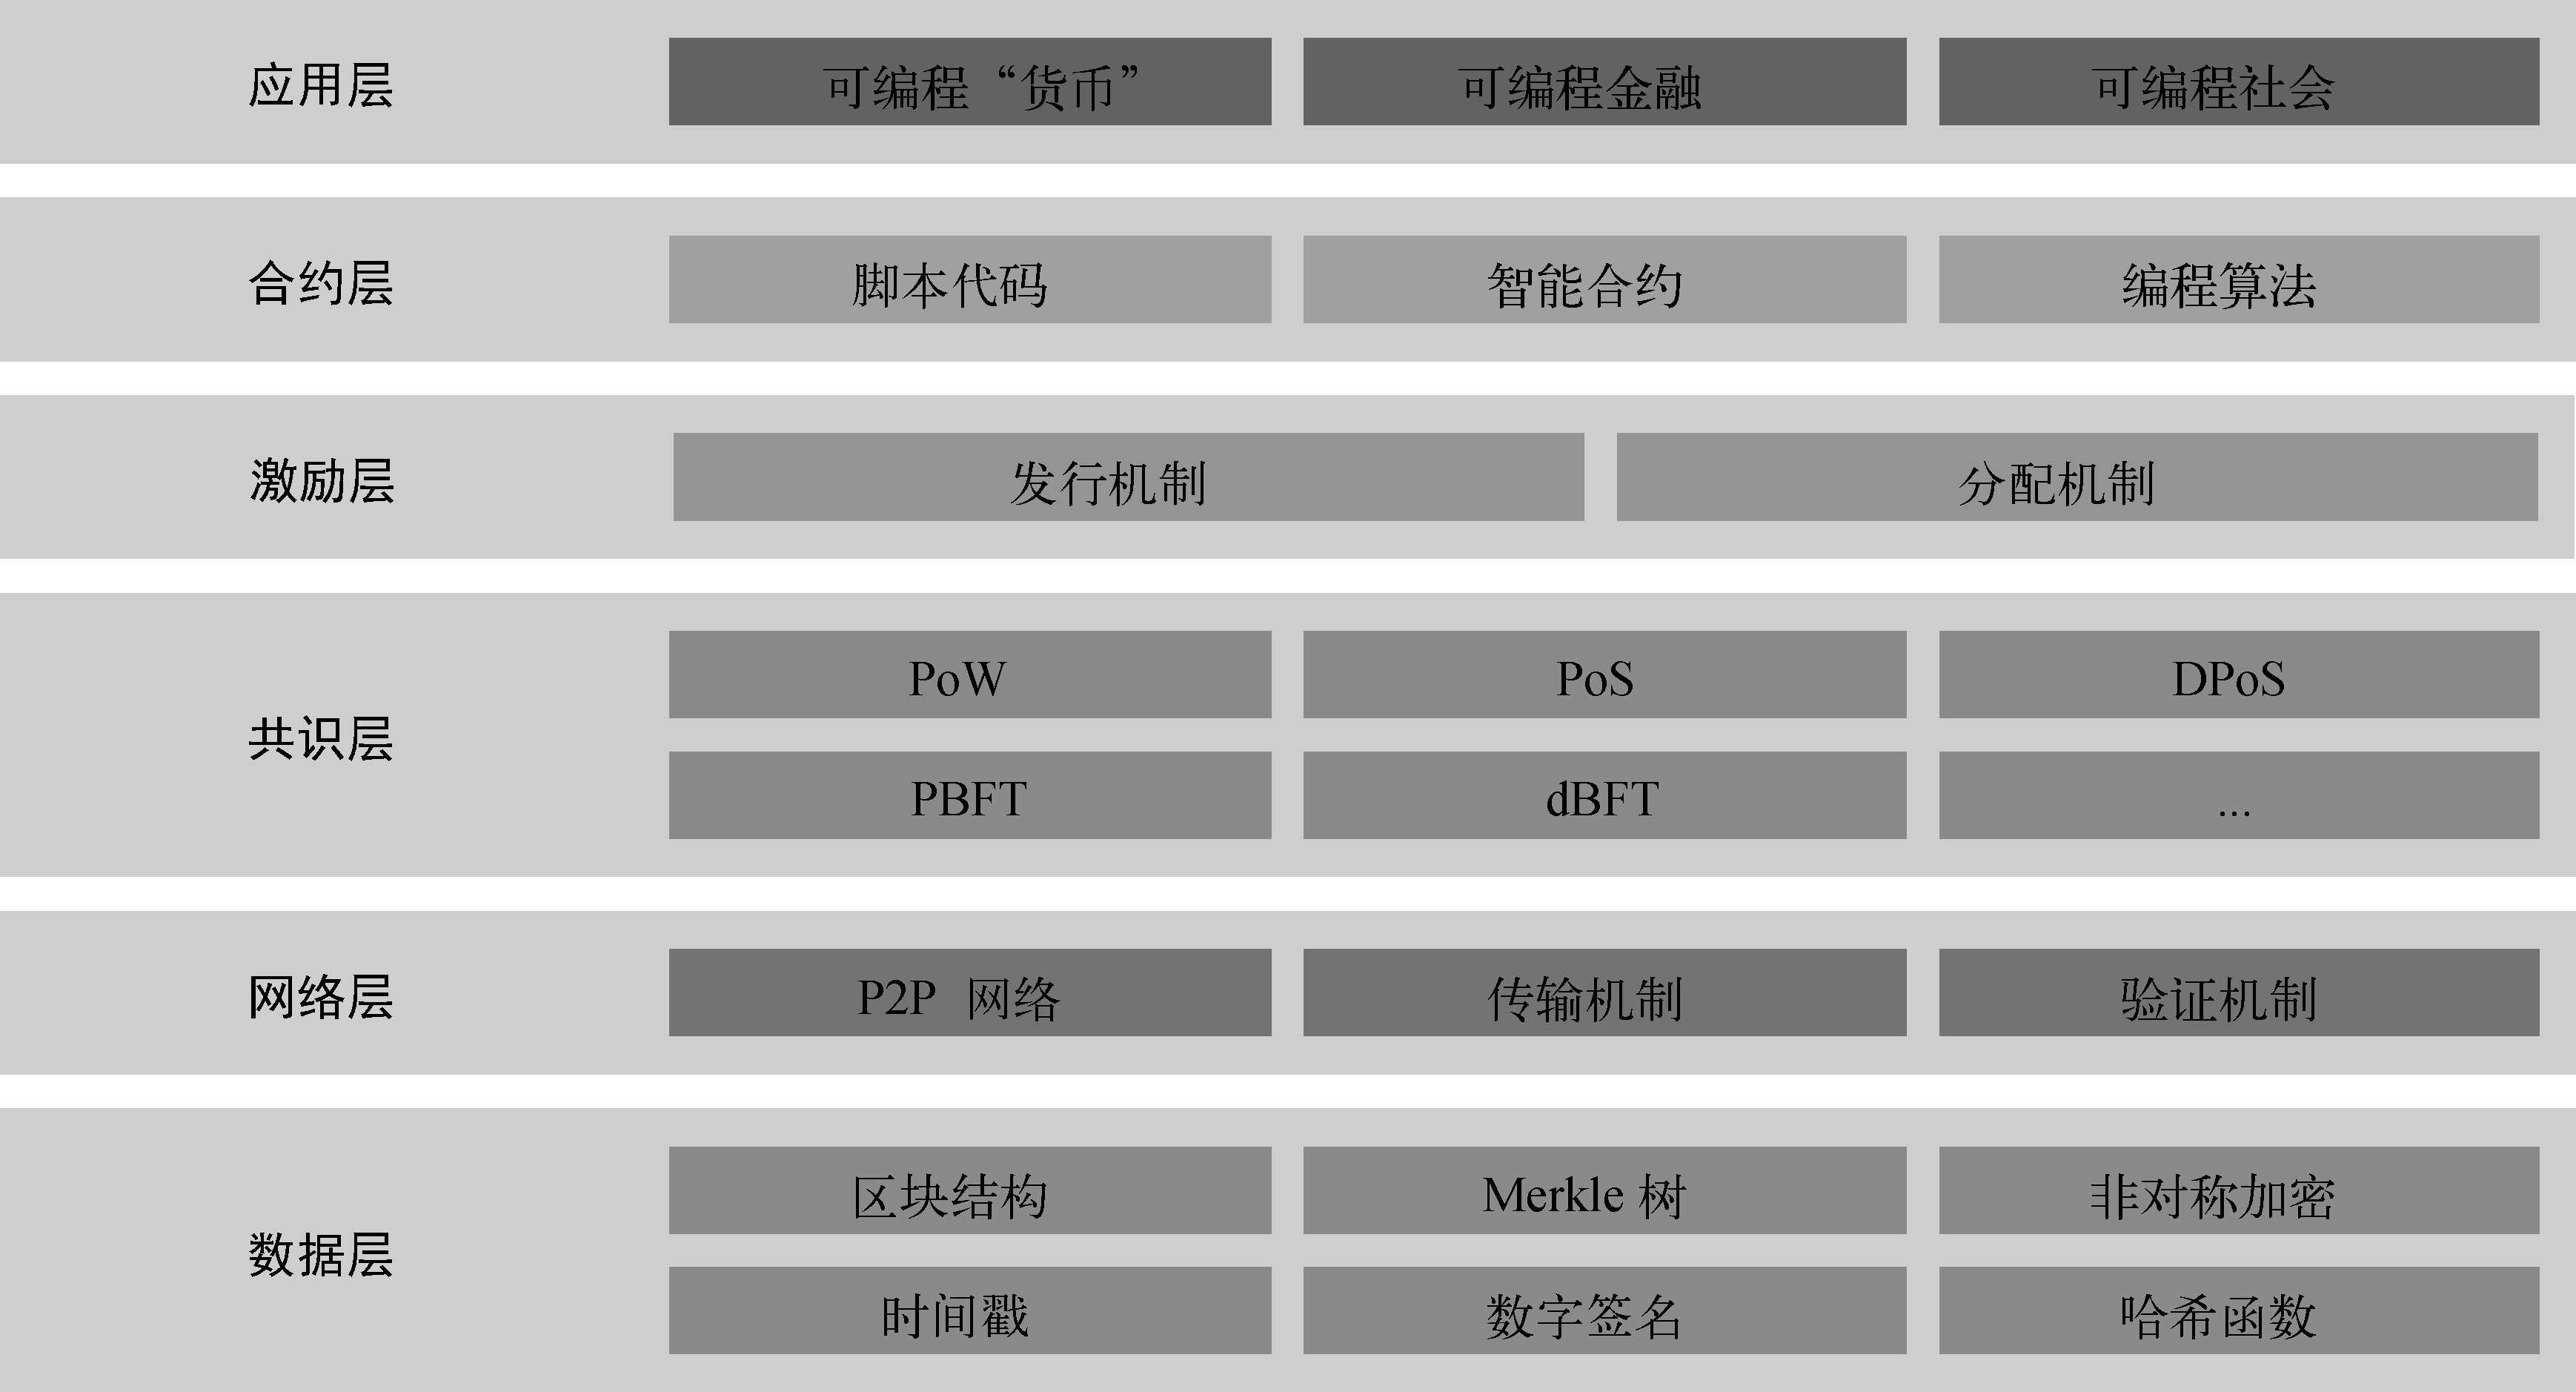 应用层
可编程“货币”
可编程金融
可编程社会
合约层
脚本代码
智能合约
编程算法
激励层
发行机制
分配机制
共识层
PoW
PoS
DPoS
PBFT
dBFT
...
网络层
P2P 网络
传输机制
验证机制
数据层
区块结构
Merkle 树
非对称加密
时间戳
数字签名
哈希函数